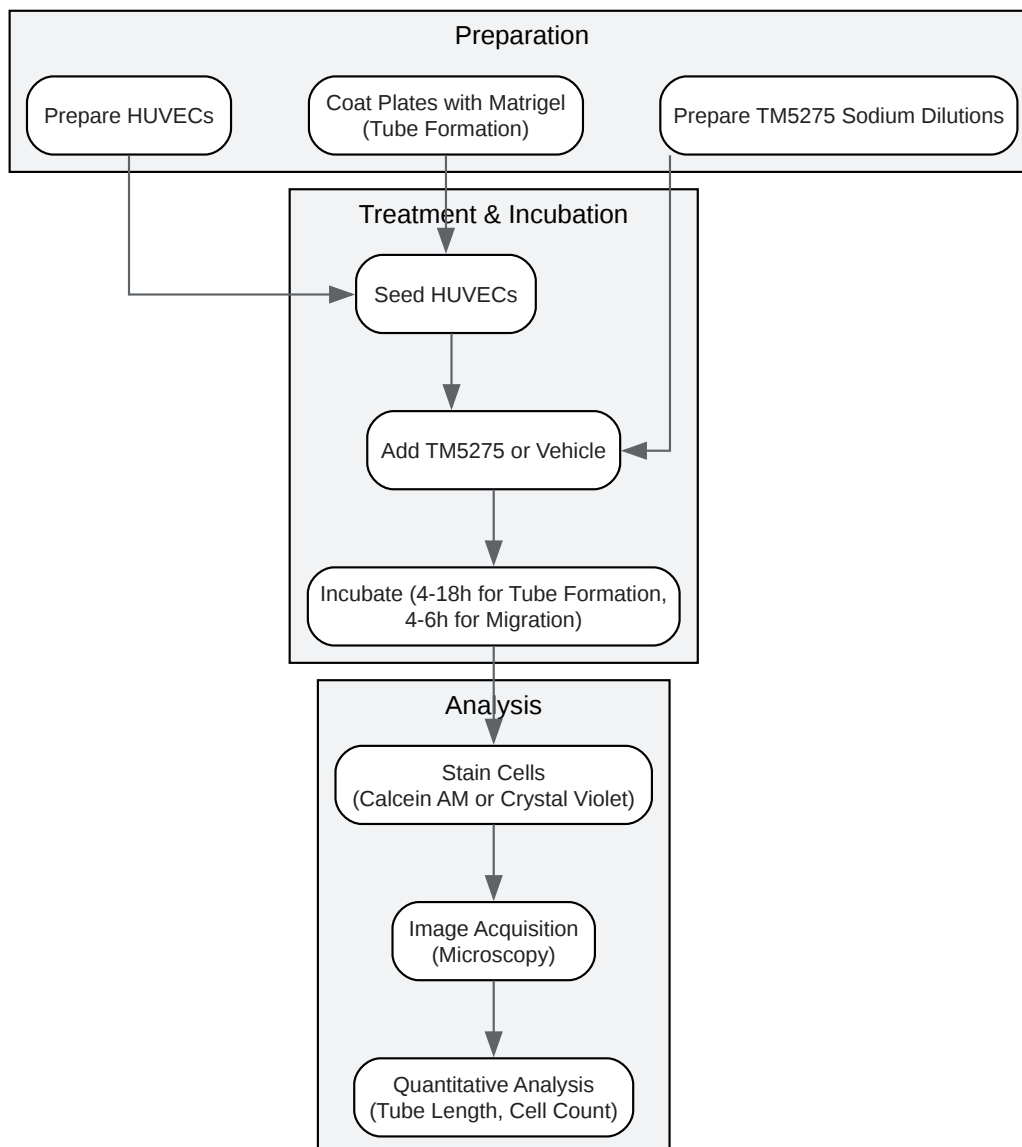 Preparation
Prepare HUVECs
Coat Plates with Matrigel
(Tube Formation)
Prepare TM5275 Sodium Dilutions
Treatment & Incubation
Seed HUVECs
Add TM5275 or Vehicle
Incubate (4-18h for Tube Formation,
4-6h for Migration)
Analysis
Stain Cells
(Calcein AM or Crystal Violet)
Image Acquisition
(Microscopy)
Quantitative Analysis
(Tube Length, Cell Count)